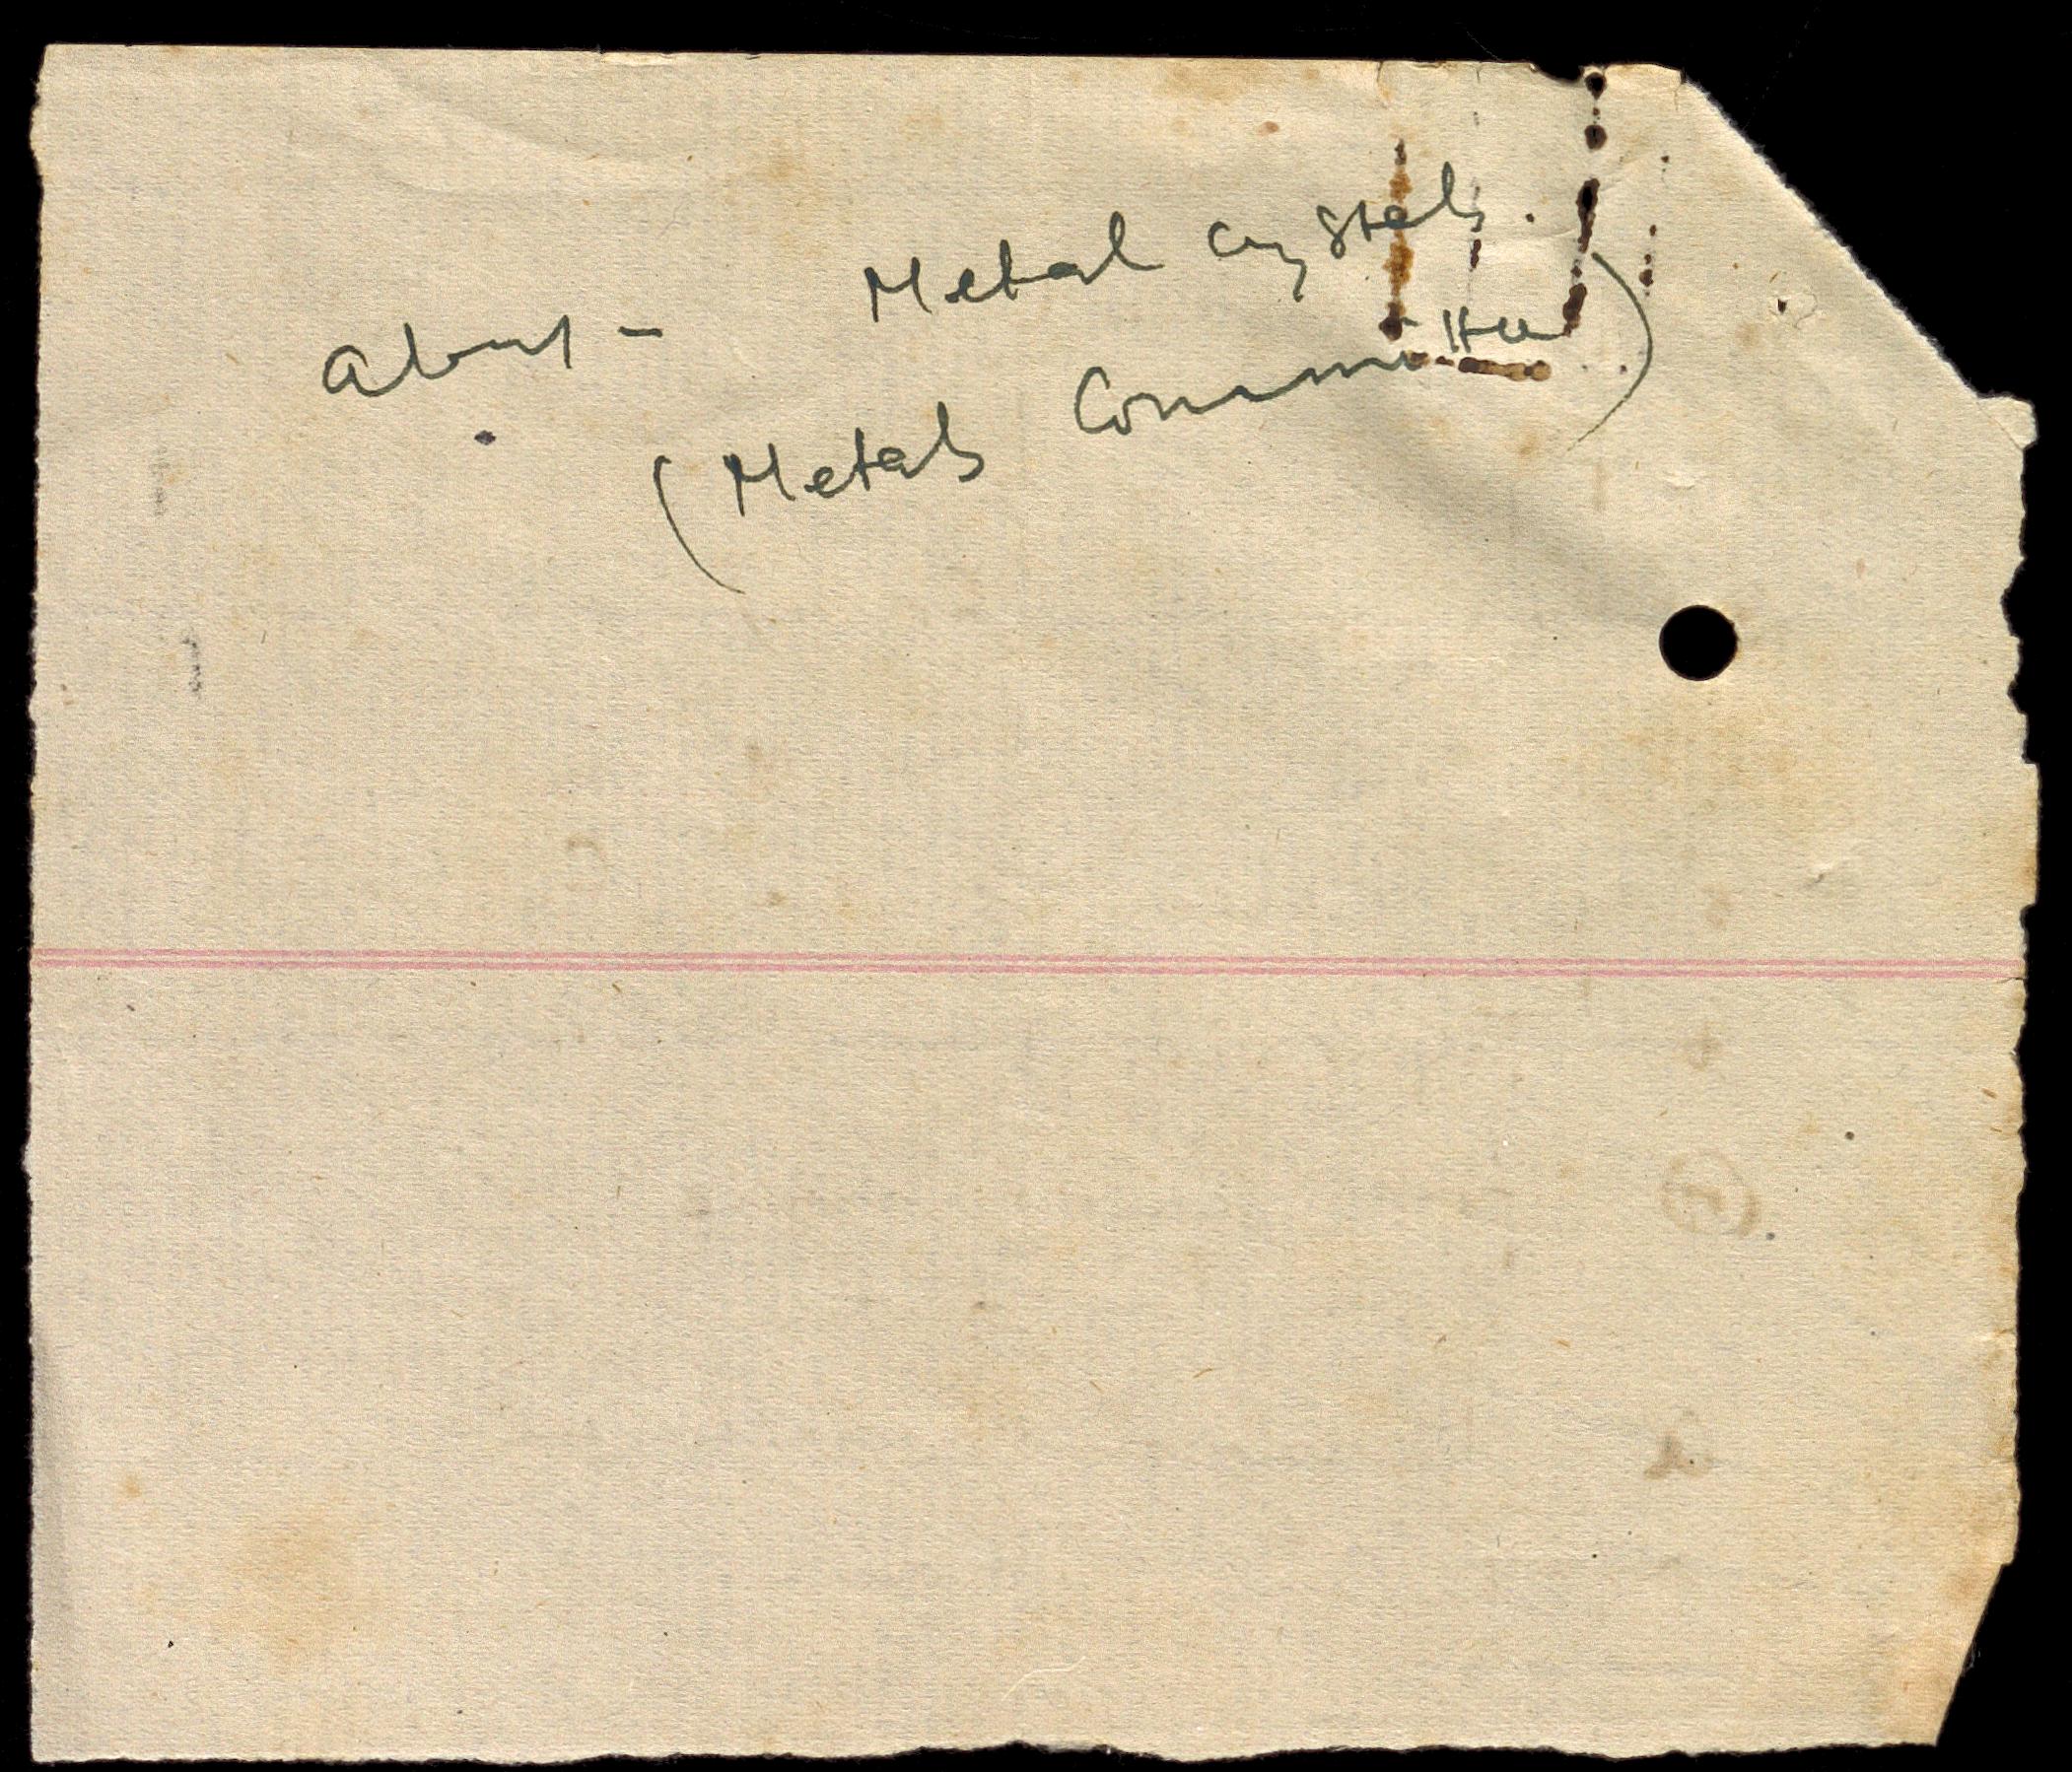 About - Metal crystals.
(Metals Committee)